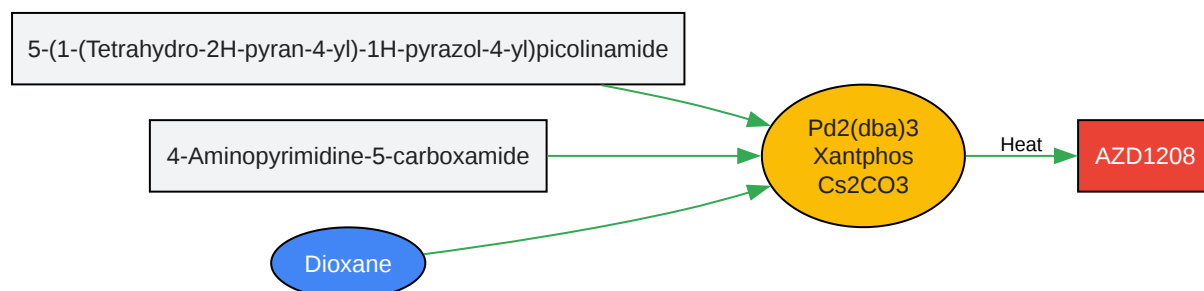 5-(1-(Tetrahydro-2H-pyran-4-yl)-1H-pyrazol-4-yl)picolinamide
4-Aminopyrimidine-5-carboxamide
Dioxane
Pd2(dba)3
Xantphos
Cs2CO3
Heat
AZD1208